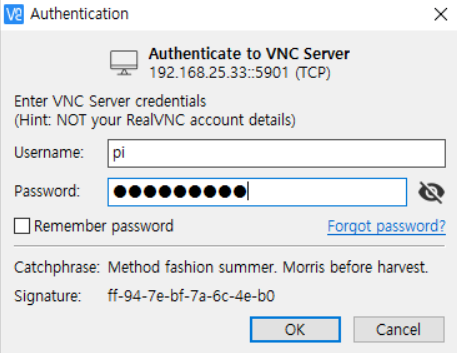 V2 Authentication
Authenticate to VNC Server
192.168.25.33::5901 (TCP)
Enter VNC Server credentials
(Hint: NOT your RealVNC account details)
Username: pi
Password: ●●●●●●●●●
Remember password Forgot password?
Catchphrase: Method fashion summer. Morris before harvest.
Signature: ff-94-7e-bf-7a-6c-4e-b0
OK Cancel